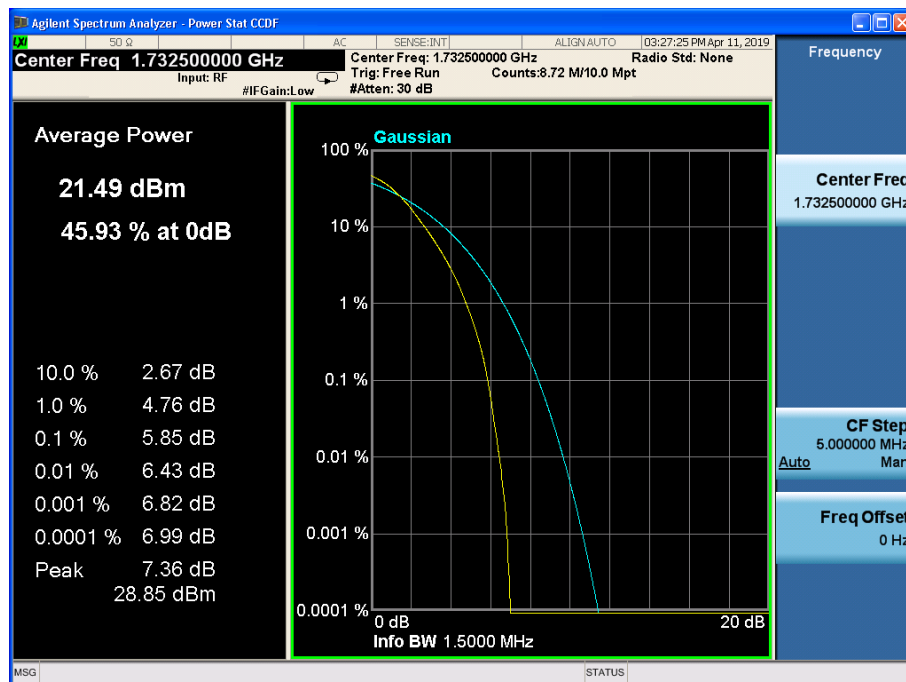 Agilent Spectrum Analyzer - Power Stat CCDF
LXI 50 Ω AC SENSE:INT ALIGN AUTO 03:27:25 PM Apr 11, 2019
Center Freq 1.732500000 GHz
Input: RF
#IFGain:Low
Center Freq: 1.732500000 GHz Radio Std: None
Trig: Free Run Counts:8.72 M/10.0 Mpt
#Atten: 30 dB
Average Power
21.49 dBm
45.93 % at 0dB
10.0 % 2.67 dB
1.0 % 4.76 dB
0.1 % 5.85 dB
0.01 % 6.43 dB
0.001 % 6.82 dB
0.0001 % 6.99 dB
Peak 7.36 dB
28.85 dBm
Gaussian
100 %
10 %
1 %
0.1 %
0.01 %
0.001 %
0.0001 %
0 dB 20 dB
Info BW 1.5000 MHz
Frequency
Center Freq
1.732500000 GHz
CF Step
5.000000 MHz
Auto Man
Freq Offset
0 Hz
MSG STATUS